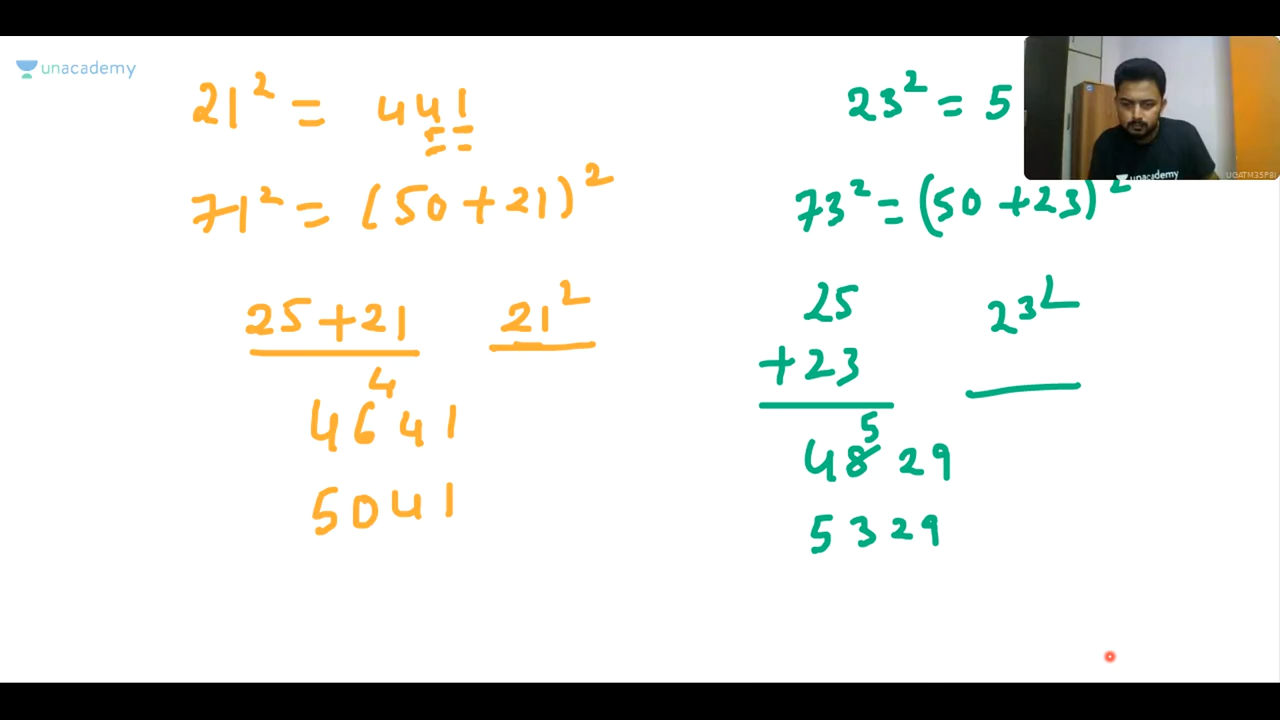 unacademy
21² = 441
71² = (50 + 21)²
25 + 21 21²
4
4641
5041
23² = 5
73² = (50 + 23)²
25 23²
+ 23
5
4829
5329
unacademy